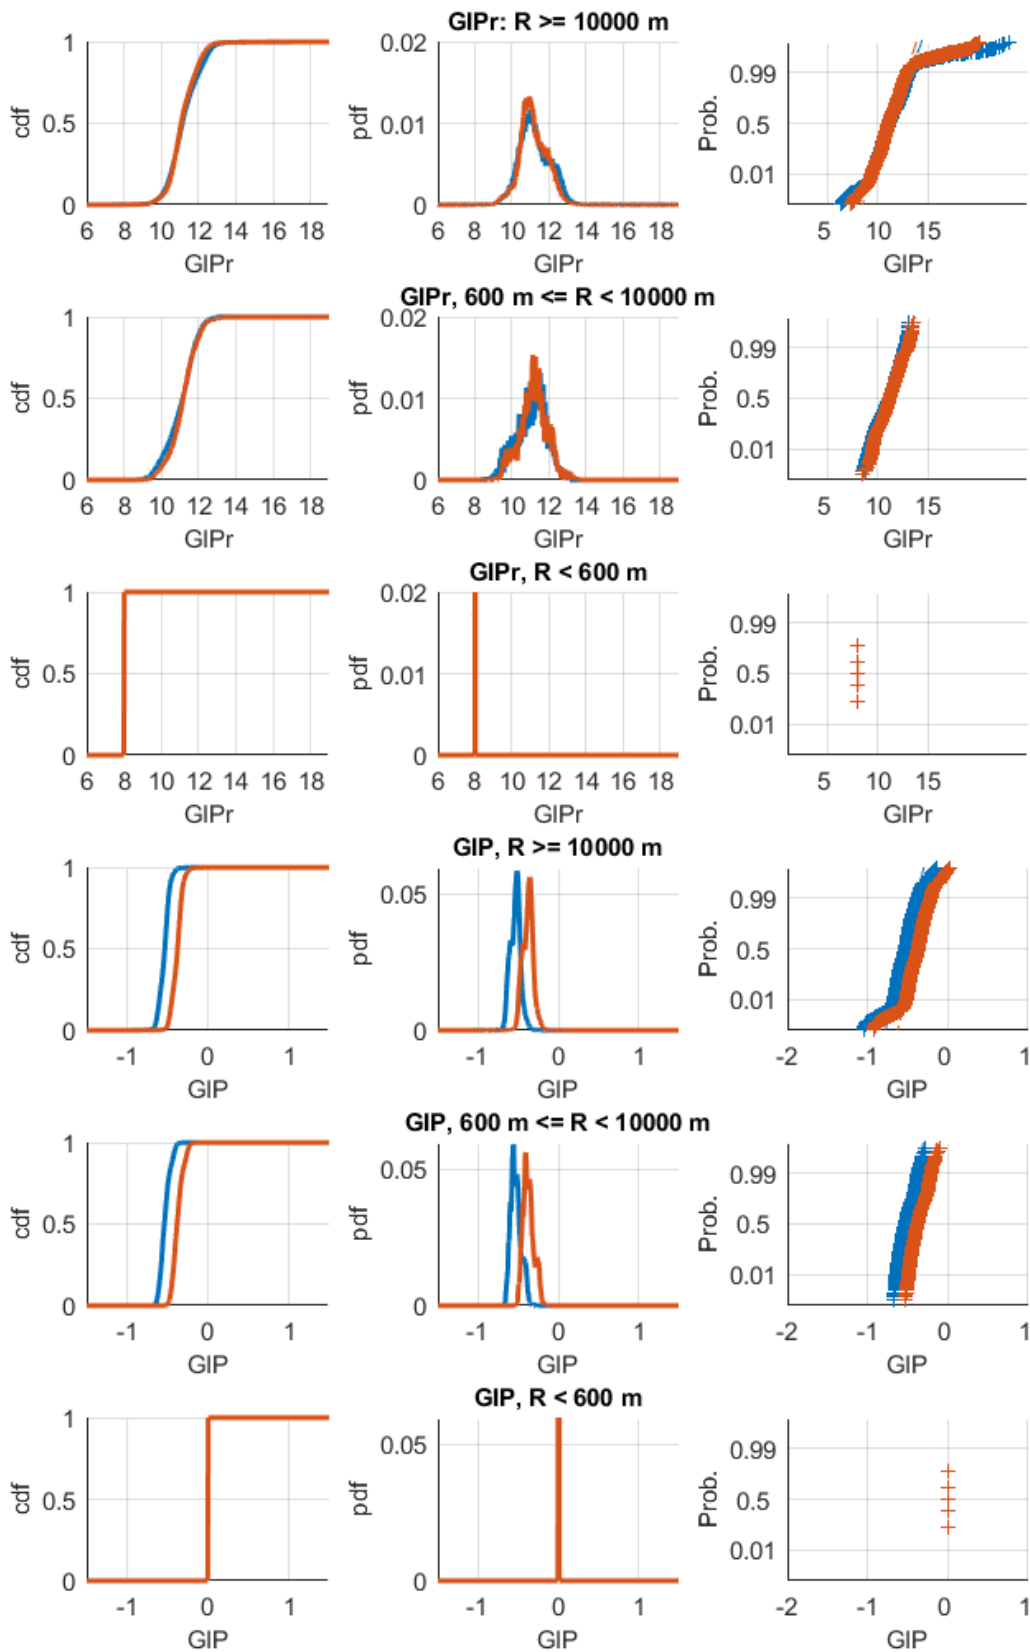 GIPr: R >= 10000 m
1
0.5
0
cdf
6 8 10 12 14 16 18
GIPr
0.02
0.01
0
pdf
6 8 10 12 14 16 18
GIPr
0.99
0.5
0.01
Prob.
5 10 15
GIPr
GIPr, 600 m <= R < 10000 m
1
0.5
0
cdf
6 8 10 12 14 16 18
GIPr
0.02
0.01
0
pdf
6 8 10 12 14 16 18
GIPr
0.99
0.5
0.01
Prob.
5 10 15
GIPr
GIPr, R < 600 m
1
0.5
0
cdf
6 8 10 12 14 16 18
GIPr
0.02
0.01
0
pdf
6 8 10 12 14 16 18
GIPr
0.99
0.5
0.01
Prob.
5 10 15
GIPr
GIP, R >= 10000 m
1
0.5
0
cdf
-1 0 1
GIP
0.05
0
pdf
-1 0 1
GIP
0.99
0.5
0.01
Prob.
-2 -1 0 1
GIP
GIP, 600 m <= R < 10000 m
1
0.5
0
cdf
-1 0 1
GIP
0.05
0
pdf
-1 0 1
GIP
0.99
0.5
0.01
Prob.
-2 -1 0 1
GIP
GIP, R < 600 m
1
0.5
0
cdf
-1 0 1
GIP
0.05
0
pdf
-1 0 1
GIP
0.99
0.5
0.01
Prob.
-2 -1 0 1
GIP